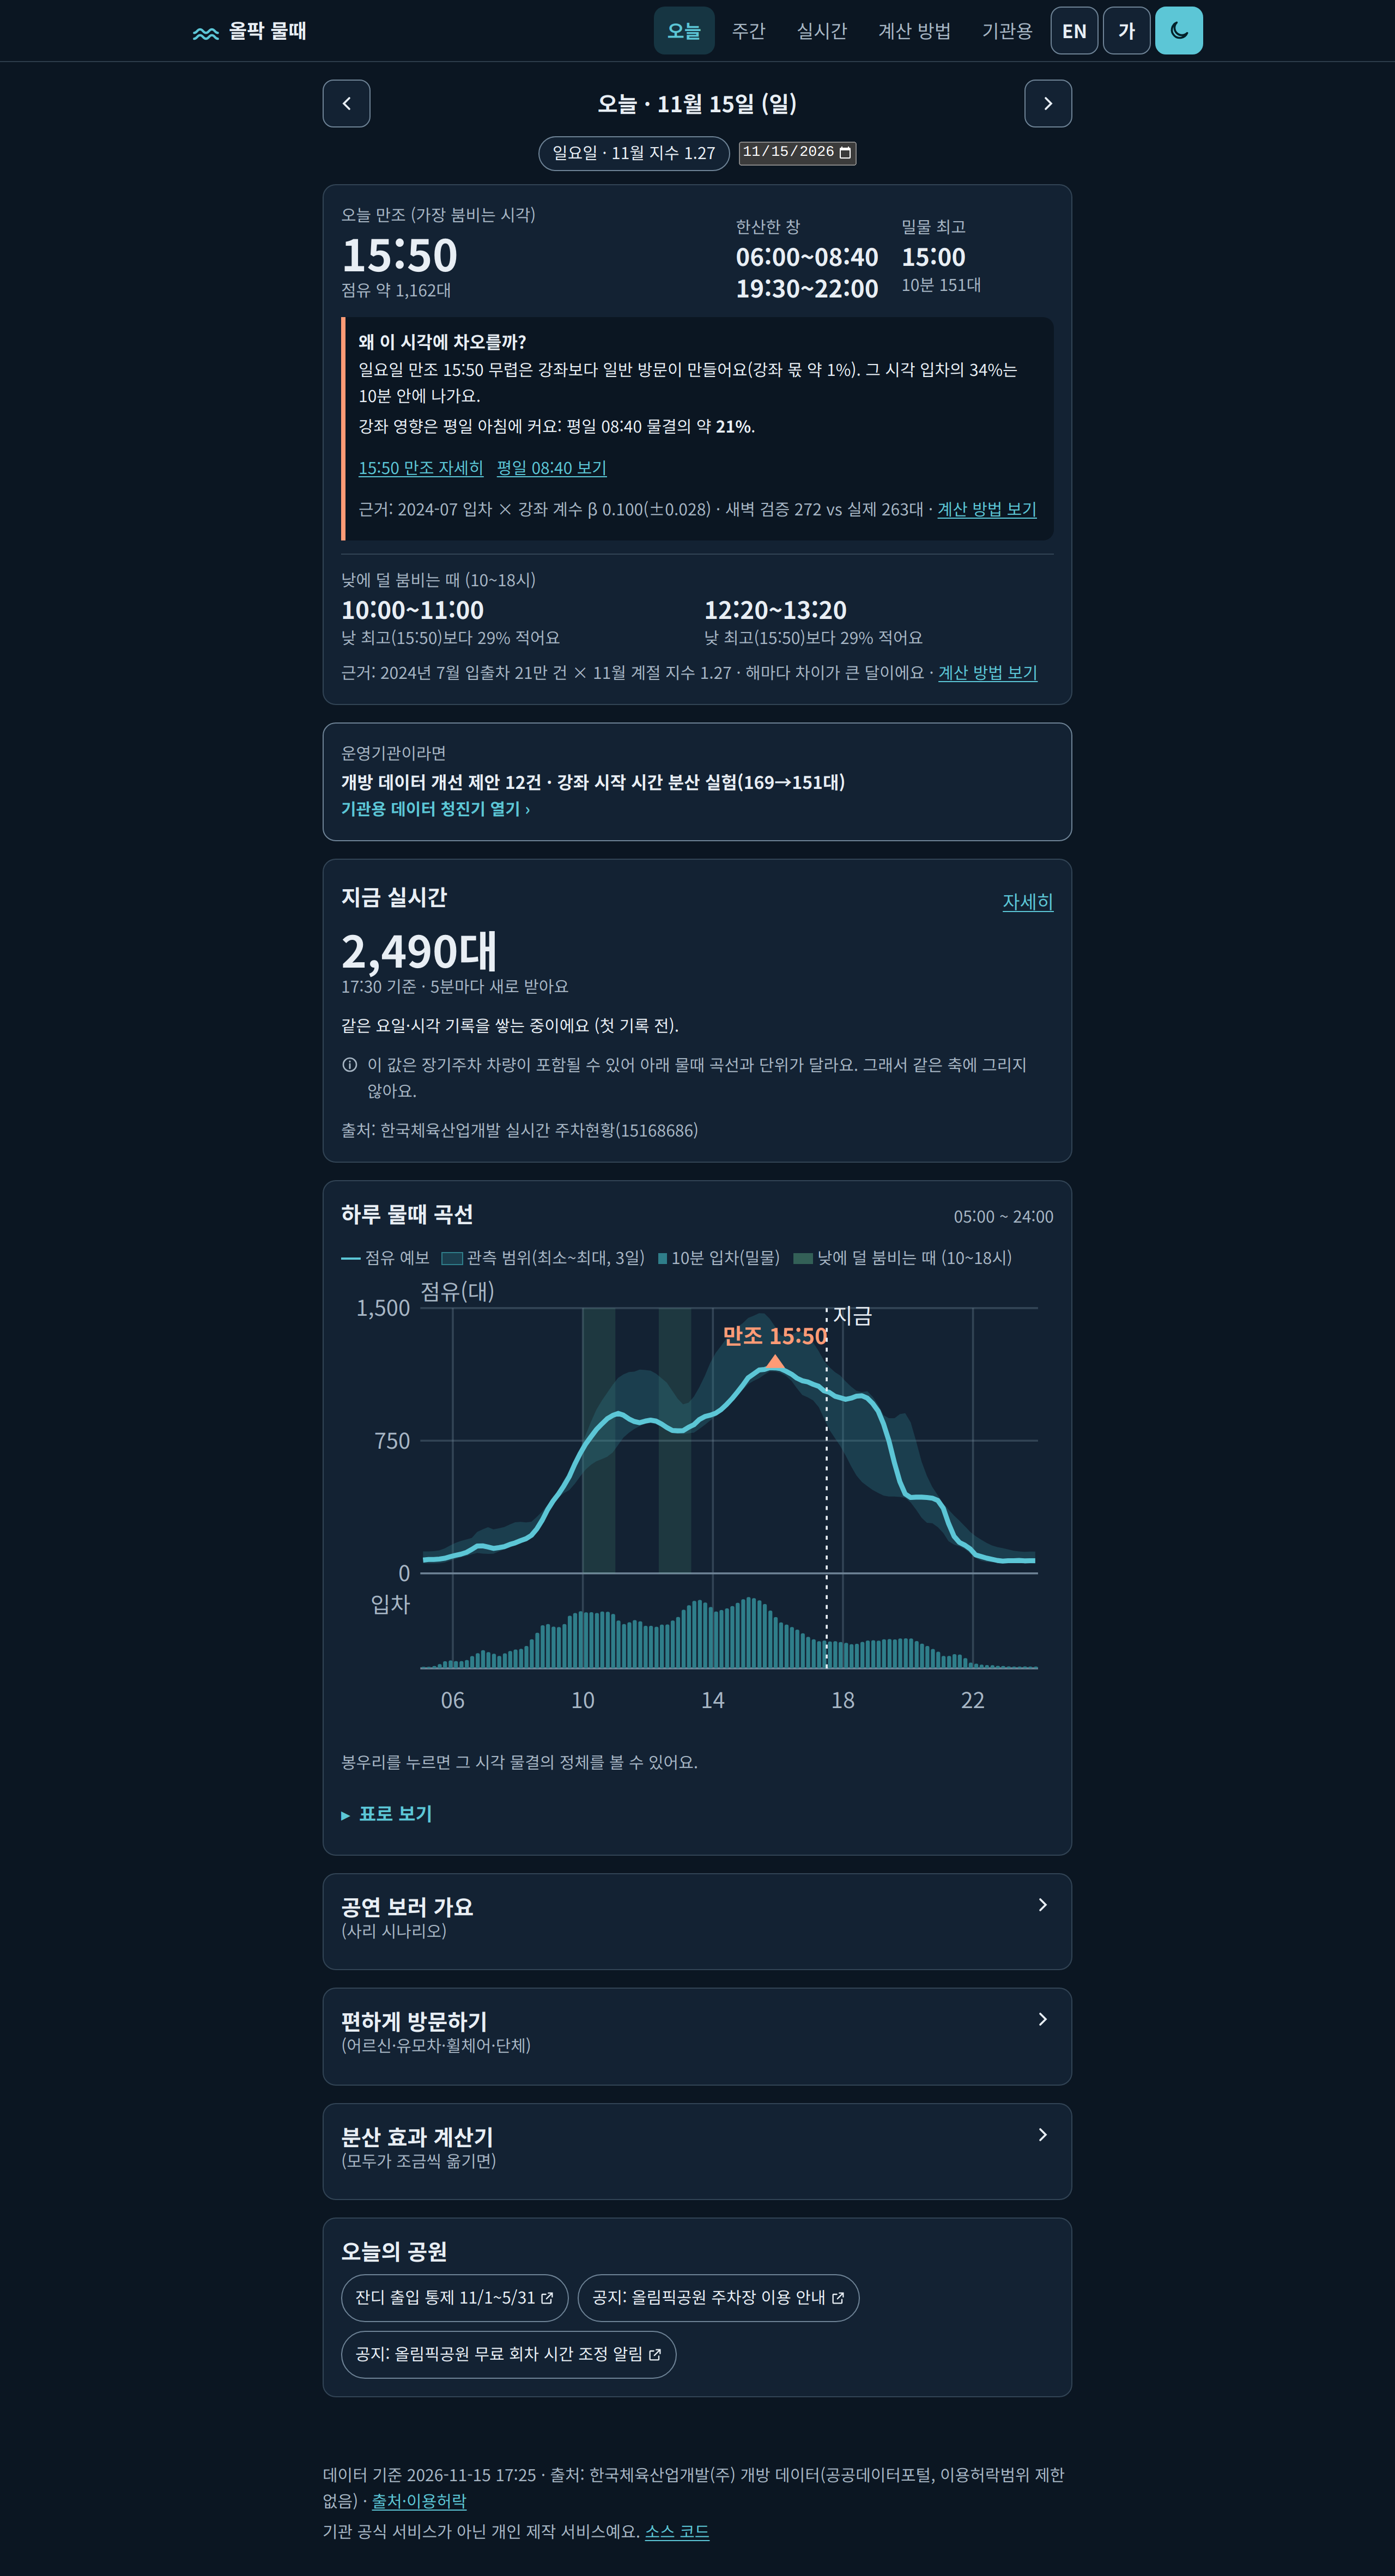 올팍 물때
오늘
주간
실시간
계산 방법
기관용
EN
가
오늘 · 11월 15일 (일)
일요일 · 11월 지수 1.27
11/15/2026
오늘 만조 (가장 붐비는 시각)
15:50
점유 약 1,162대
한산한 창
06:00~08:40
19:30~22:00
밀물 최고
15:00
10분 151대
왜 이 시각에 차오를까?
일요일 만조 15:50 무렵은 강좌보다 일반 방문이 만들어요(강좌 몫 약 1%). 그 시각 입차의 34%는
10분 안에 나가요.
강좌 영향은 평일 아침에 커요: 평일 08:40 물결의 약 21%.
15:50 만조 자세히 평일 08:40 보기
근거: 2024-07 입차 × 강좌 계수 β 0.100(±0.028) · 새벽 검증 272 vs 실제 263대 · 계산 방법 보기
낮에 덜 붐비는 때 (10~18시)
10:00~11:00
낮 최고(15:50)보다 29% 적어요
12:20~13:20
낮 최고(15:50)보다 29% 적어요
근거: 2024년 7월 입출차 21만 건 × 11월 계절 지수 1.27 · 해마다 차이가 큰 달이에요 · 계산 방법 보기
운영기관이라면
개방 데이터 개선 제안 12건 · 강좌 시작 시간 분산 실험(169→151대)
기관용 데이터 청진기 열기 ›
지금 실시간
자세히
2,490대
17:30 기준 · 5분마다 새로 받아요
같은 요일·시각 기록을 쌓는 중이에요 (첫 기록 전).
이 값은 장기주차 차량이 포함될 수 있어 아래 물때 곡선과 단위가 달라요. 그래서 같은 축에 그리지
않아요.
출처: 한국체육산업개발 실시간 주차현황(15168686)
하루 물때 곡선
05:00 ~ 24:00
점유 예보
관측 범위(최소~최대, 3일)
10분 입차(밀물)
낮에 덜 붐비는 때 (10~18시)
점유(대)
1,500
지금
만조 15:50
750
0
입차
06
10
14
18
22
봉우리를 누르면 그 시각 물결의 정체를 볼 수 있어요.
▸ 표로 보기
공연 보러 가요
(사리 시나리오)
편하게 방문하기
(어르신·유모차·휠체어·단체)
분산 효과 계산기
(모두가 조금씩 옮기면)
오늘의 공원
잔디 출입 통제 11/1~5/31
공지: 올림픽공원 주차장 이용 안내
공지: 올림픽공원 무료 회차 시간 조정 알림
데이터 기준 2026-11-15 17:25 · 출처: 한국체육산업개발(주) 개방 데이터(공공데이터포털, 이용허락범위 제한
없음) · 출처·이용허락
기관 공식 서비스가 아닌 개인 제작 서비스예요. 소스 코드